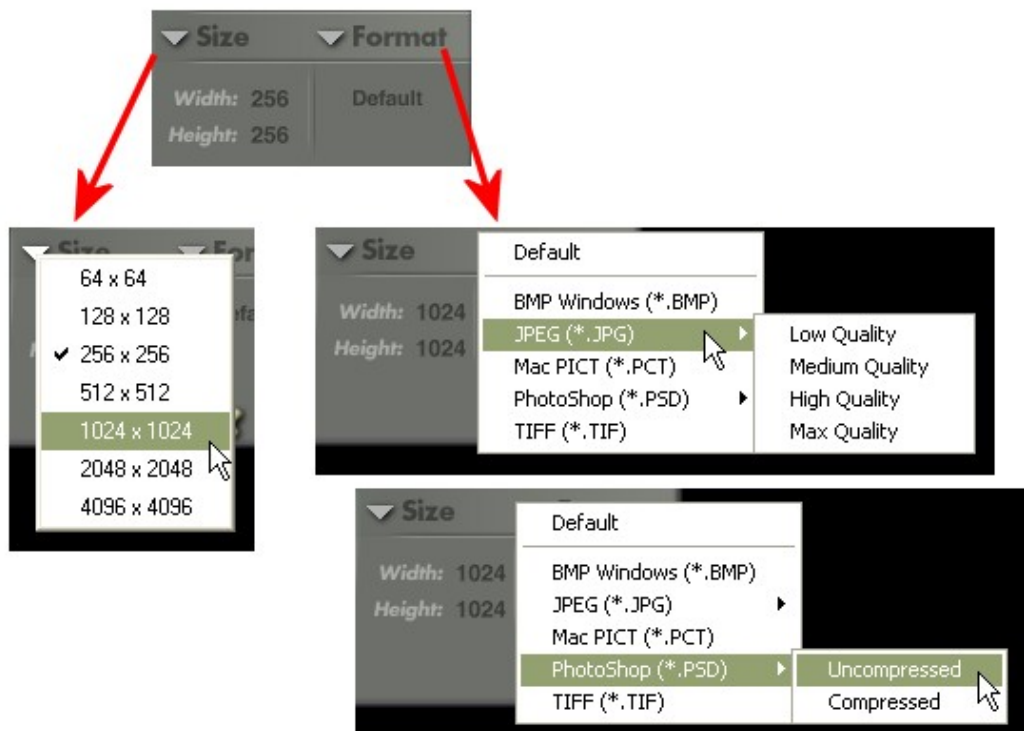 Size Format
Width: 256 Default
Height: 256
Size For
64 x 64
128 x 128
256 x 256
512 x 512
1024 x 1024
2048 x 2048
4096 x 4096
Size
Width: 1024
Height: 1024
Default
BMP Windows (*.BMP)
JPEG (*.JPG)
Mac PICT (*.PCT)
PhotoShop (*.PSD)
TIFF (*.TIF)
Low Quality
Medium Quality
High Quality
Max Quality
Size
Width: 1024
Height: 1024
Default
BMP Windows (*.BMP)
JPEG (*.JPG)
Mac PICT (*.PCT)
PhotoShop (*.PSD)
TIFF (*.TIF)
Uncompressed
Compressed